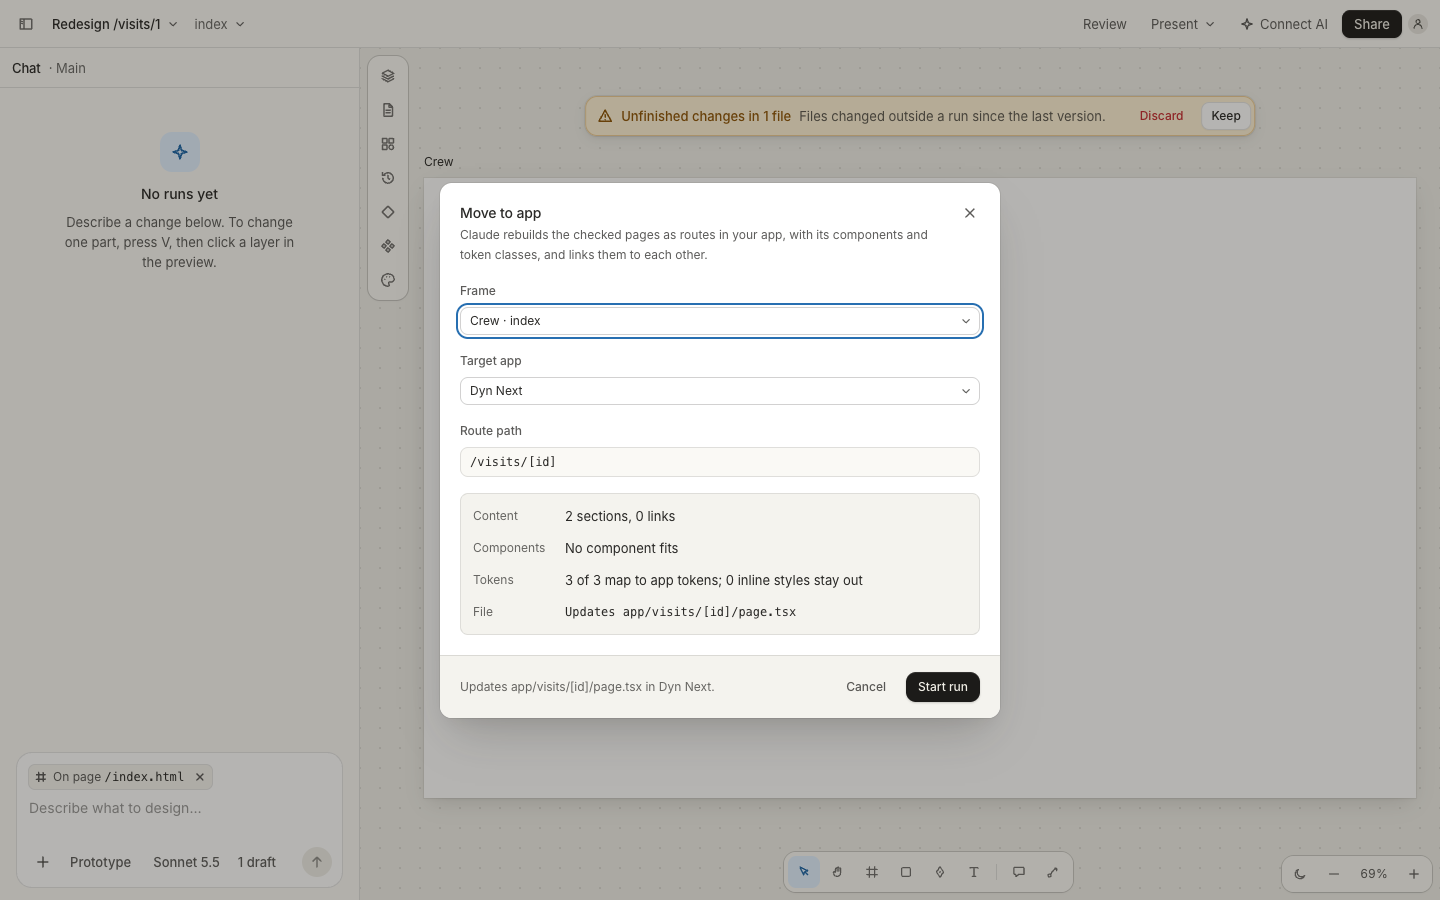 Redesign /visits/1
index
Review
Present
Connect AI
Share
Chat · Main
Unfinished changes in 1 file Files changed outside a run since the last version.
Discard
Keep
Crew
No runs yet
Describe a change below. To change
one part, press V, then click a layer in
the preview.
Move to app
Claude rebuilds the checked pages as routes in your app, with its components and
token classes, and links them to each other.
Frame
Crew · index
Target app
Dyn Next
Route path
/visits/[id]
Content 2 sections, 0 links
Components No component fits
Tokens 3 of 3 map to app tokens; 0 inline styles stay out
File Updates app/visits/[id]/page.tsx
Updates app/visits/[id]/page.tsx in Dyn Next.
Cancel
Start run
On page /index.html
Describe what to design...
Prototype
Sonnet 5.5
1 draft
69%